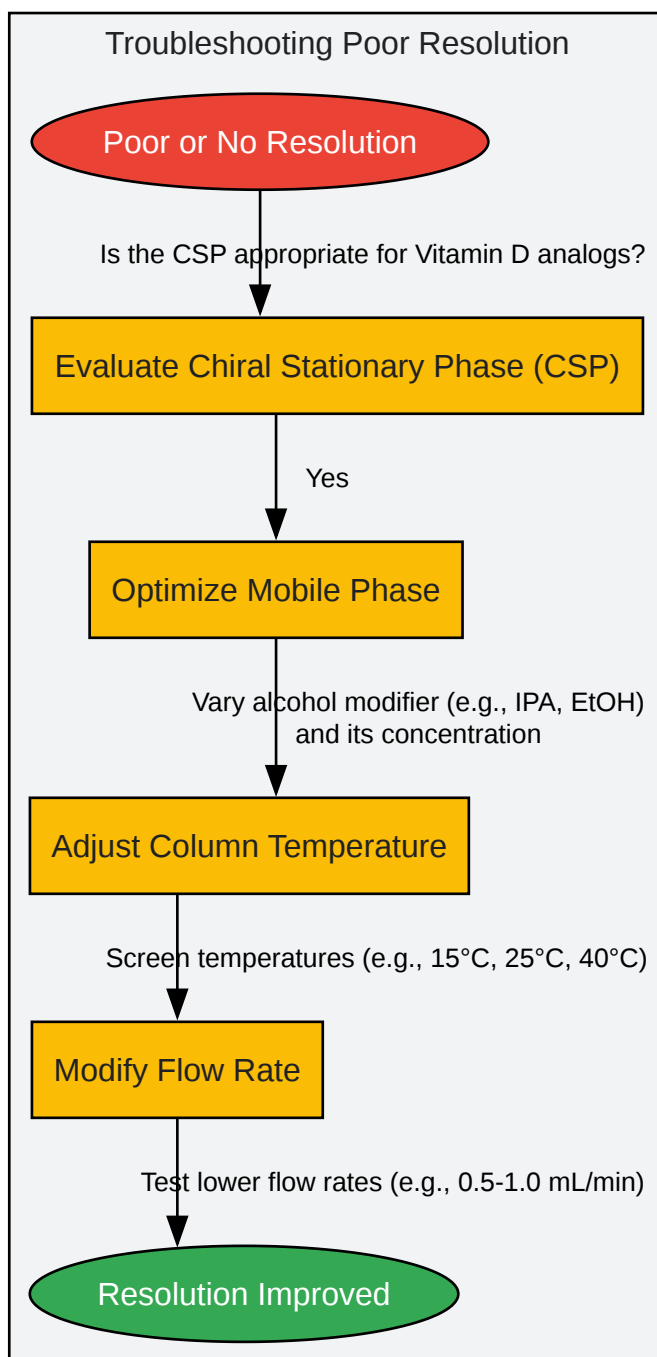 Troubleshooting Poor Resolution
Poor or No Resolution
Is the CSP appropriate for Vitamin D analogs?
Evaluate Chiral Stationary Phase (CSP)
Yes
Optimize Mobile Phase
Vary alcohol modifier (e.g., IPA, EtOH)
and its concentration
Adjust Column Temperature
Screen temperatures (e.g., 15°C, 25°C, 40°C)
Modify Flow Rate
Test lower flow rates (e.g., 0.5-1.0 mL/min)
Resolution Improved